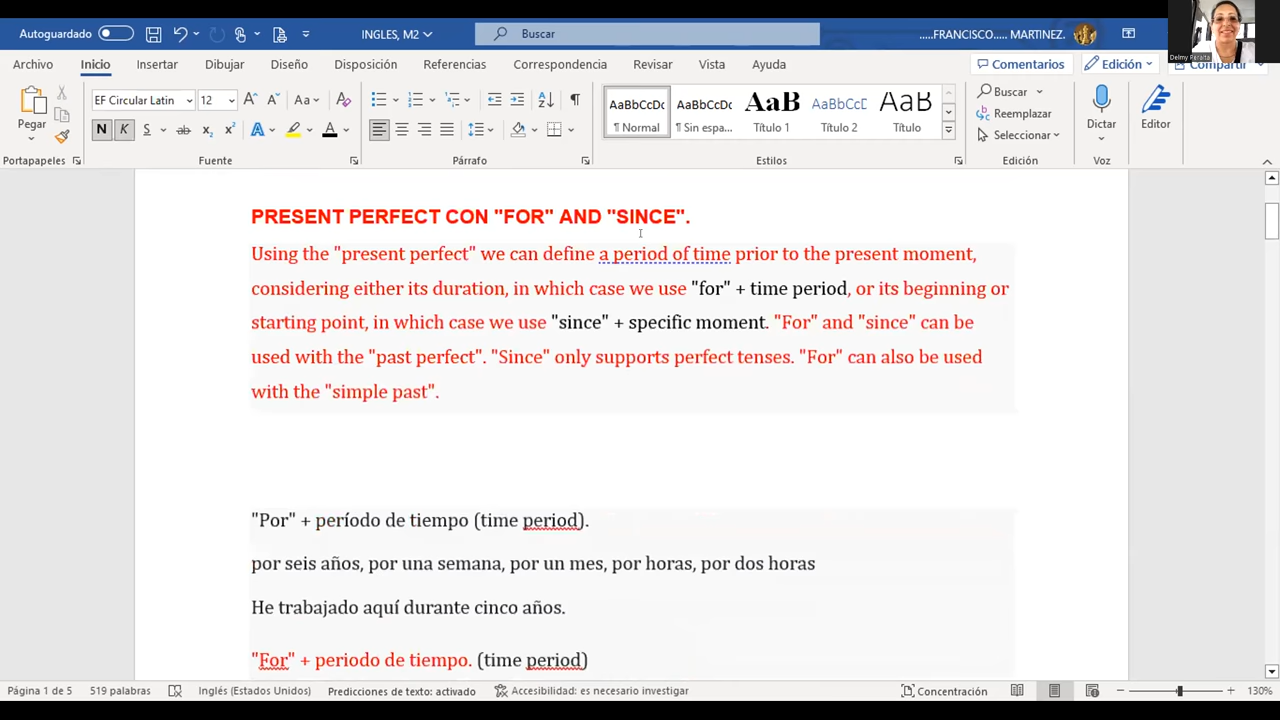 Autoguardado
INGLES, M2
Buscar
.....FRANCISCO..... MARTINEZ.
Delmy Peralta
Archivo Inicio Insertar Dibujar Diseño Disposición Referencias Correspondencia Revisar Vista Ayuda
Comentarios Edición Compartir
Pegar
EF Circular Latin 12
Aa
N K S ab x₂ x² A A
AaBbCcDc AaBbCcDc AaB AaBbCcE AaB
¶ Normal ¶ Sin espa... Título 1 Título 2 Título
Buscar
Reemplazar
Seleccionar
Dictar
Editor
Portapapeles Fuente Párrafo Estilos Edición Voz
PRESENT PERFECT CON "FOR" AND "SINCE".
Using the "present perfect" we can define a period of time prior to the present moment,
considering either its duration, in which case we use "for" + time period, or its beginning or
starting point, in which case we use "since" + specific moment. "For" and "since" can be
used with the "past perfect". "Since" only supports perfect tenses. "For" can also be used
with the "simple past".
"Por" + período de tiempo (time period).
por seis años, por una semana, por un mes, por horas, por dos horas
He trabajado aquí durante cinco años.
"For" + periodo de tiempo. (time period)
Página 1 de 5 519 palabras Inglés (Estados Unidos) Predicciones de texto: activado Accesibilidad: es necesario investigar Concentración 130%